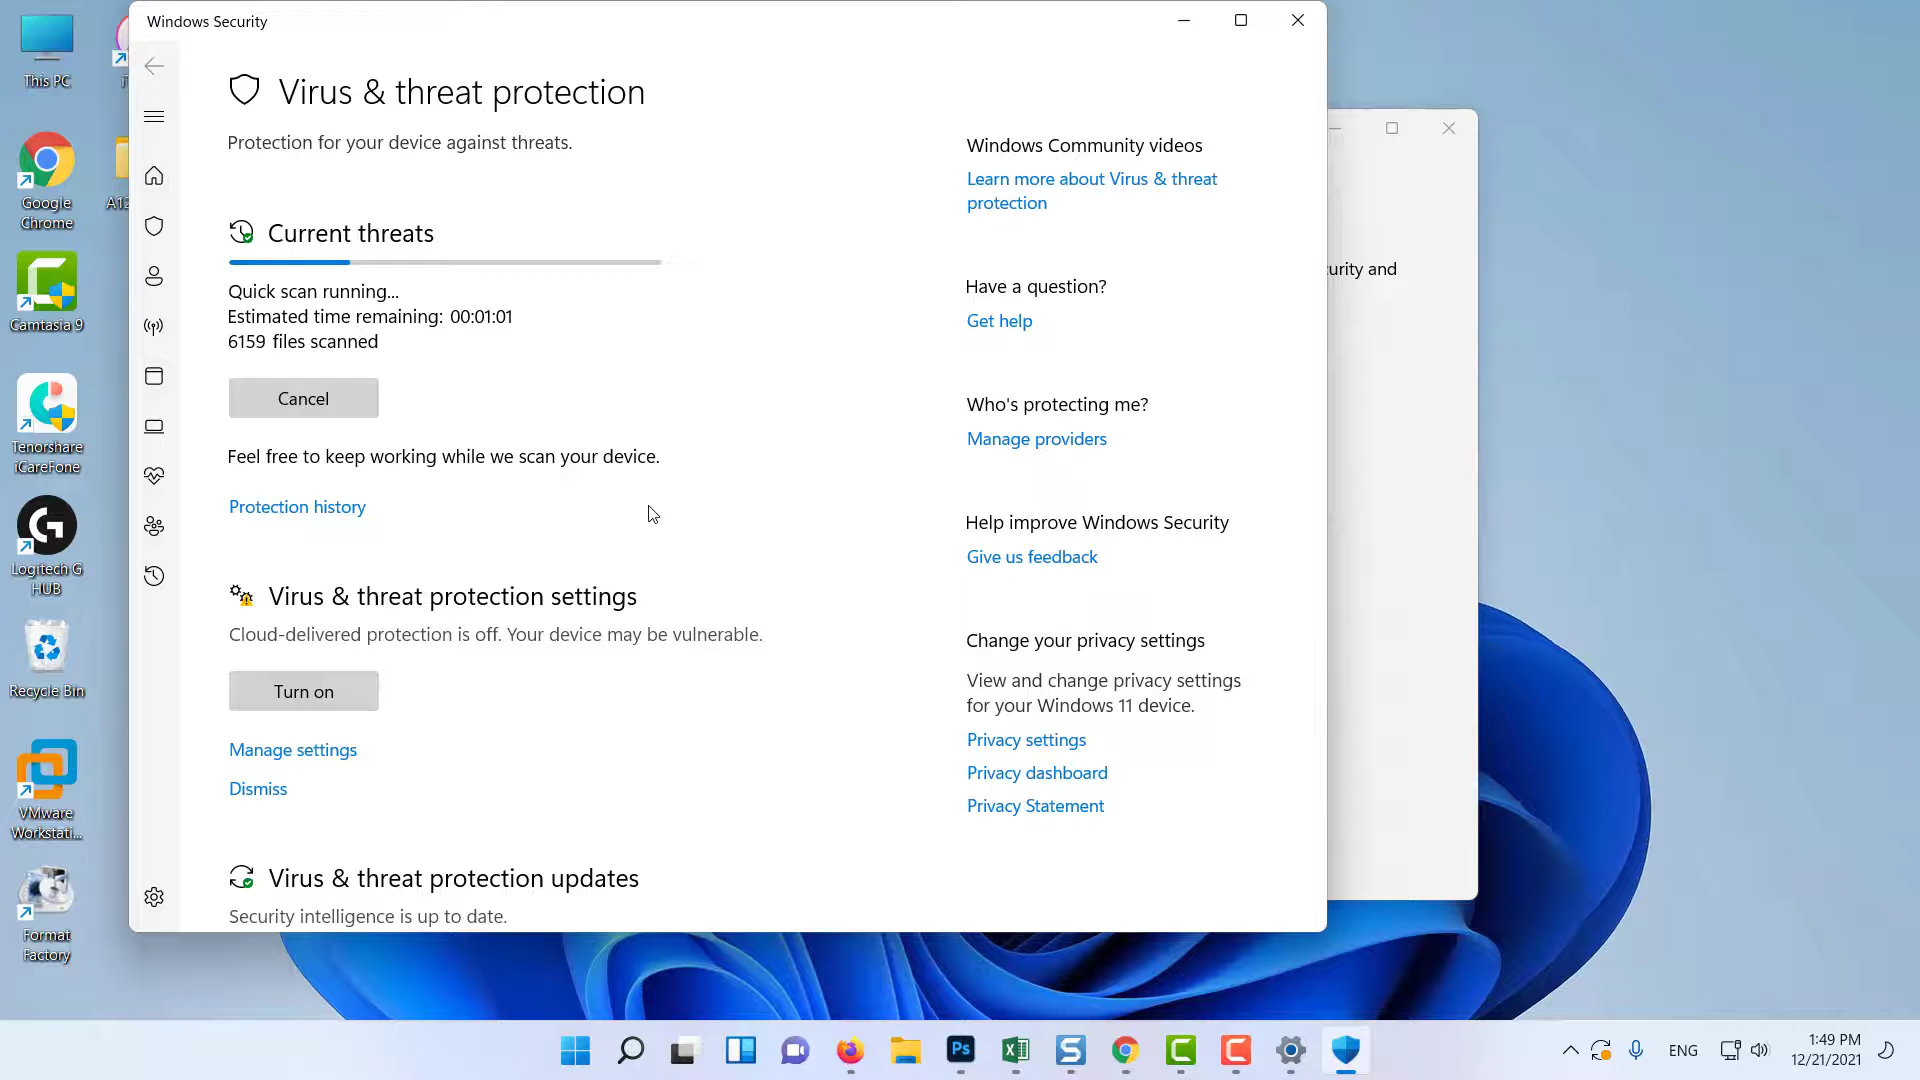 This PC
Google
Chrome
Camtasia 9
Tenorshare
iCareFone
Logitech G
HUB
Recycle Bin
VMware
Workstati...
Format
Factory
Windows Security
Virus & threat protection
Protection for your device against threats.
Current threats
Quick scan running...
Estimated time remaining: 00:01:01
6159 files scanned
Cancel
Feel free to keep working while we scan your device.
Protection history
Virus & threat protection settings
Cloud-delivered protection is off. Your device may be vulnerable.
Turn on
Manage settings
Dismiss
Virus & threat protection updates
Security intelligence is up to date.
Windows Community videos
Learn more about Virus & threat
protection
Have a question?
Get help
Who's protecting me?
Manage providers
Help improve Windows Security
Give us feedback
Change your privacy settings
View and change privacy settings
for your Windows 11 device.
Privacy settings
Privacy dashboard
Privacy Statement
and
Ps
ENG
1:49 PM
12/21/2021